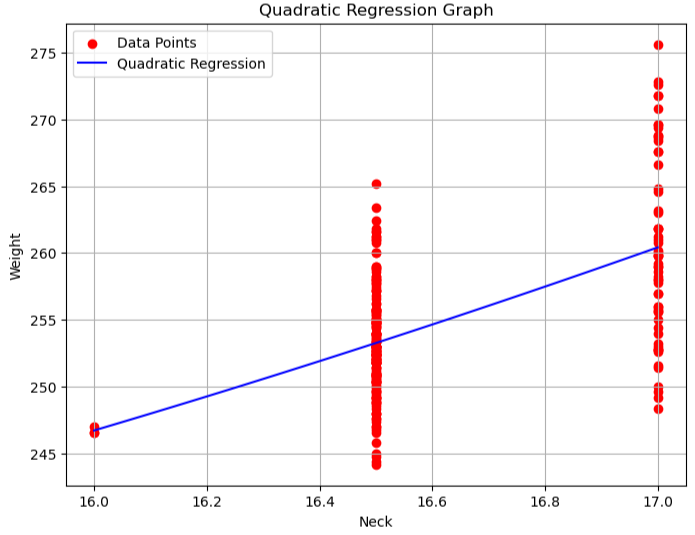 Quadratic Regression Graph
Data Points
Quadratic Regression
275
270
265
260
255
250
245
Weight
16.0 16.2 16.4 16.6 16.8 17.0
Neck